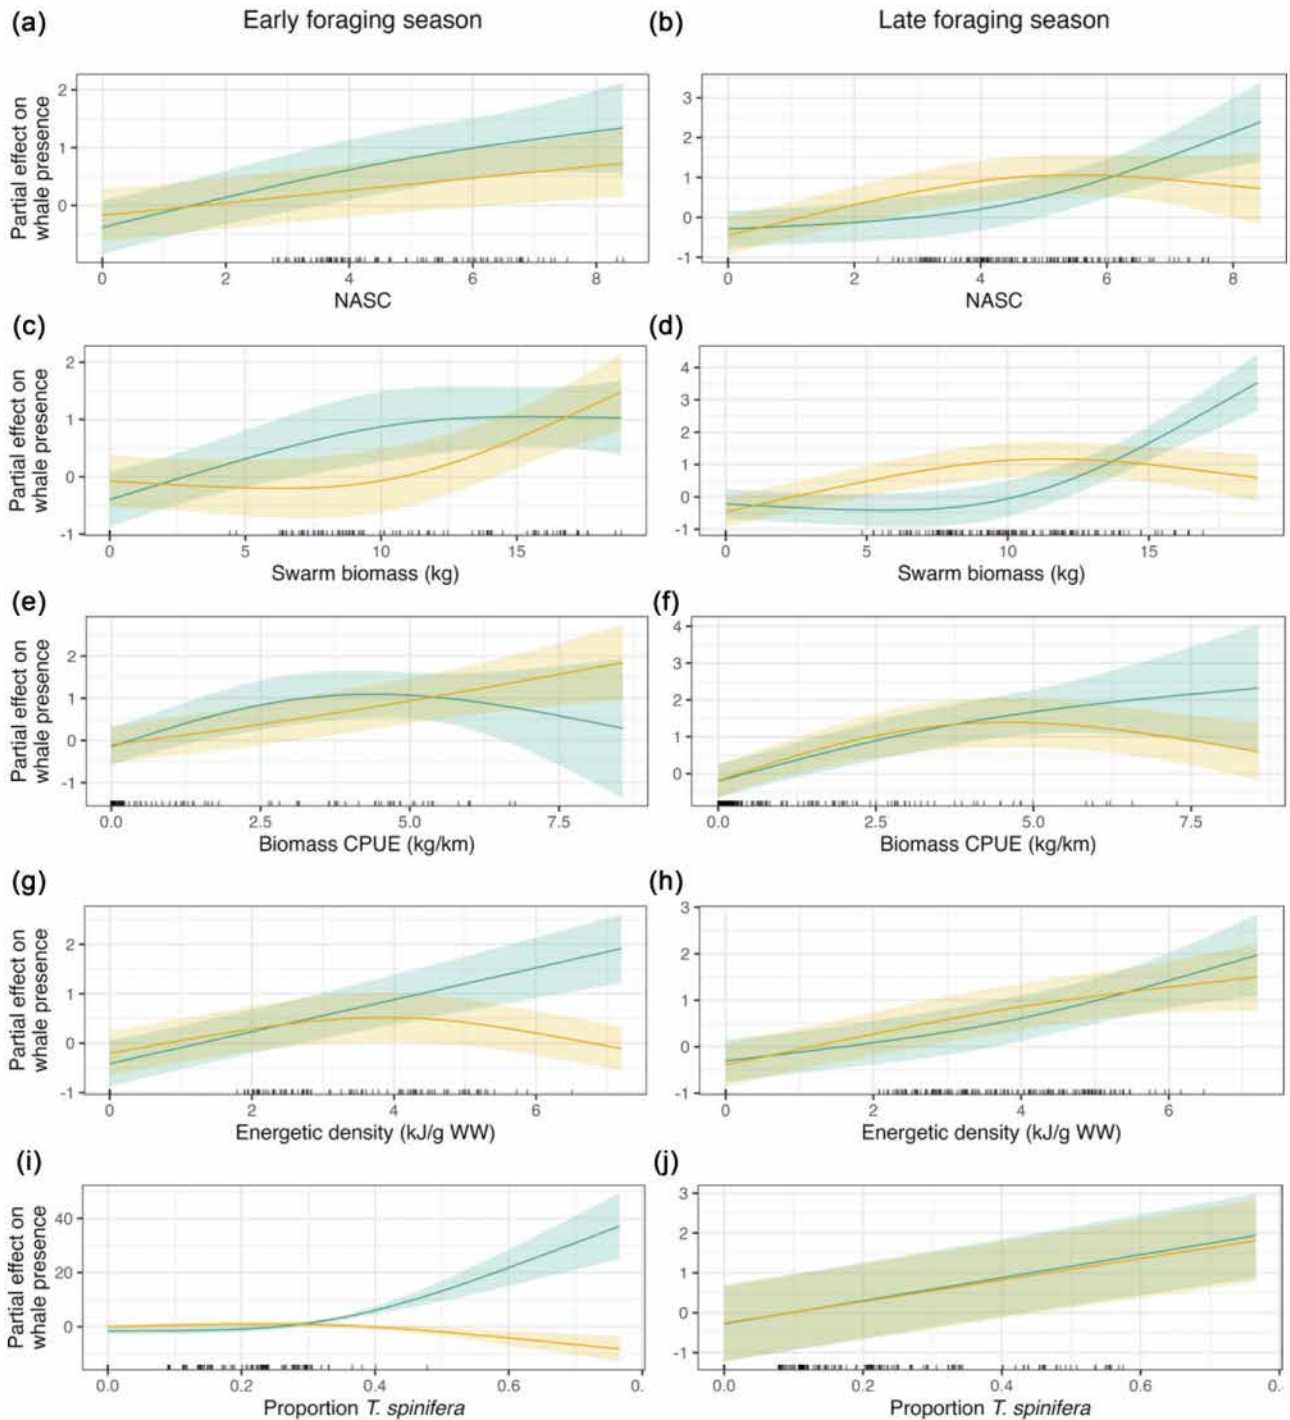 (a) Early foraging season (b) Late foraging season
Partial effect on
whale presence
2
1
0
0 2 4 6 8
NASC
3
2
1
0
-1
0 2 4 6 8
NASC
(c)
Partial effect on
whale presence
2
1
0
-1
0 5 10 15
Swarm biomass (kg)
(d)
4
3
2
1
0
-1
0 5 10 15
Swarm biomass (kg)
(e)
Partial effect on
whale presence
2
1
0
-1
0.0 2.5 5.0 7.5
Biomass CPUE (kg/km)
(f)
4
3
2
1
0
0.0 2.5 5.0 7.5
Biomass CPUE (kg/km)
(g)
Partial effect on
whale presence
2
1
0
-1
0 2 4 6
Energetic density (kJ/g WW)
(h)
3
2
1
0
-1
0 2 4 6
Energetic density (kJ/g WW)
(i)
Partial effect on
whale presence
40
20
0
0.0 0.2 0.4 0.6 0.
Proportion T. spinifera
(j)
3
2
1
0
-1
0.0 0.2 0.4 0.6 0.
Proportion T. spinifera